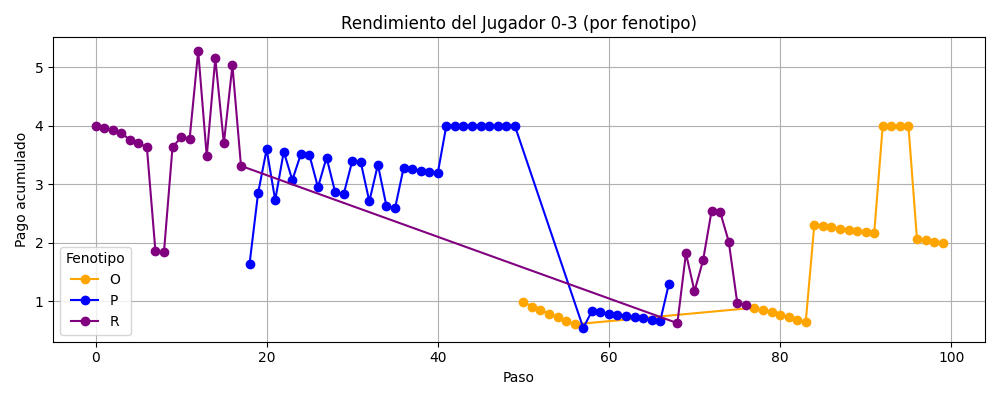 Rendimiento del Jugador 0-3 (por fenotipo)
Pago acumulado
5
4
3
2
1
Fenotipo
O
P
R
0
20
40
60
80
100
Paso